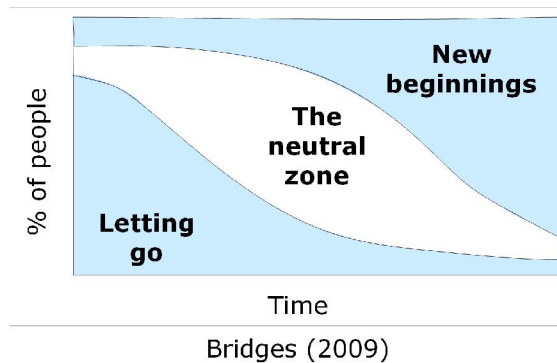 % of people
New
beginnings
The
neutral
zone
Letting
go
Time
Bridges (2009)